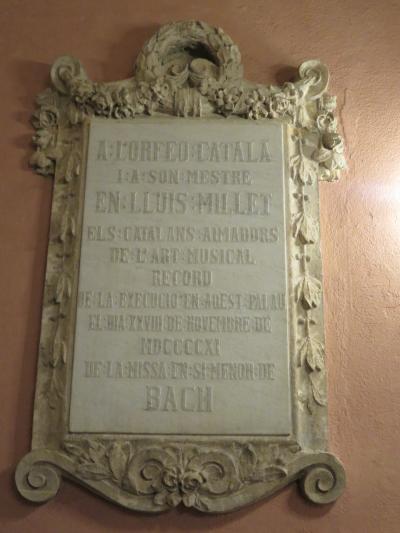 A·L'ORFEÓ·CATALÁ
I·A·SON·MESTRE
EN·LLUIS·MILLET
ELS·CATALANS·AIMADORS
DE·L'ART·MUSICAL
RECORD
DE·LA·EXECUCIÓ·EN·AQEST·PALAU
EL·DIA·XXVIII·DE·NOVEMBRE·DE
MDCCCCXI
DE·LA·MISSA·EN·SI·MENOR·DE
BACH